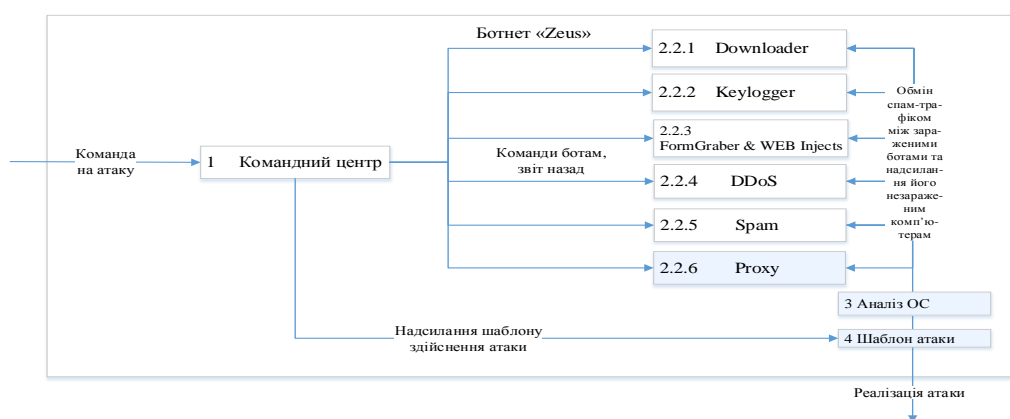 Ботнет «Zeus»
2.2.1 Downloader
2.2.2 Keylogger
2.2.3
FormGraber & WEB Injects
2.2.4 DDoS
2.2.5 Spam
2.2.6 Proxy
Обмін
спам-тра-
фіком
між зара-
женими
ботами та
надсилан-
ня його
незараже-
ним
комп’ю-
терам
Команда
на атаку
1 Командний центр
Команди ботам,
звіт назад
3 Аналіз ОС
Надсилання шаблону
здійснення атаки
4 Шаблон атаки
Реалізація атаки